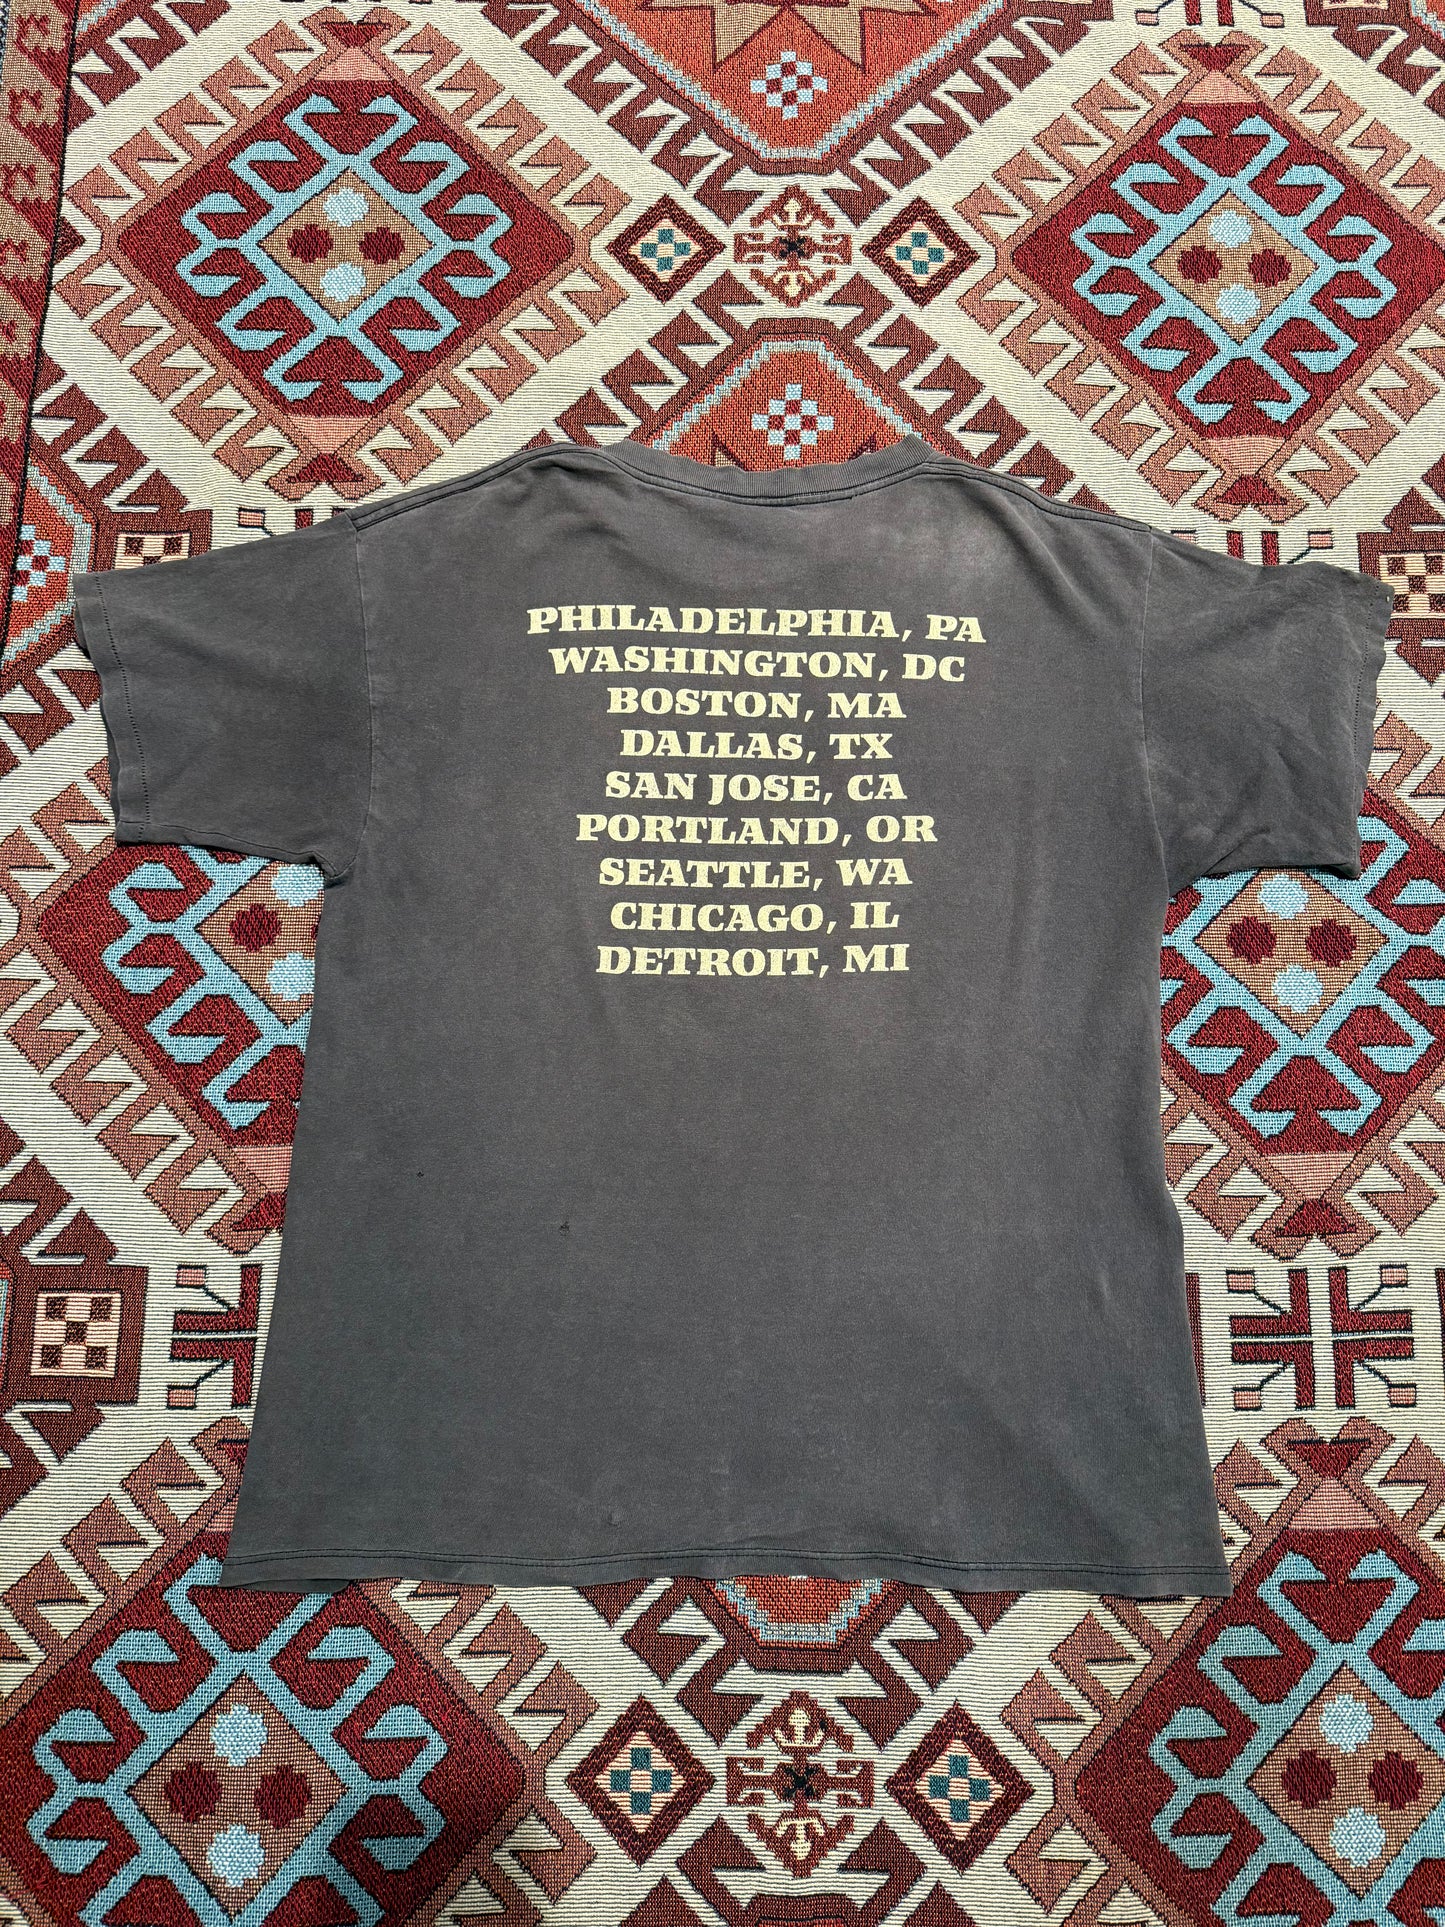 PHILADELPHIA, PA
WASHINGTON, DC
BOSTON, MA
DALLAS, TX
SAN JOSE, CA
PORTLAND, OR
SEATTLE, WA
CHICAGO, IL
DETROIT, MI